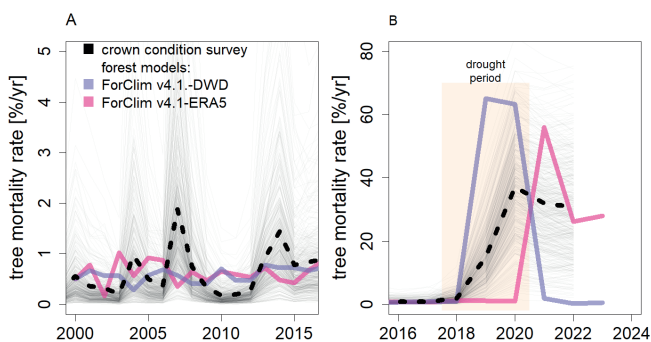 A
tree mortality rate [%/yr]
5
4
3
2
1
0
2000
2005
2010
2015
crown condition survey
forest models:
ForClim v4.1.-DWD
ForClim v4.1-ERA5
B
tree mortality rate [%/yr]
80
60
40
20
0
2016
2018
2020
2022
2024
drought
period